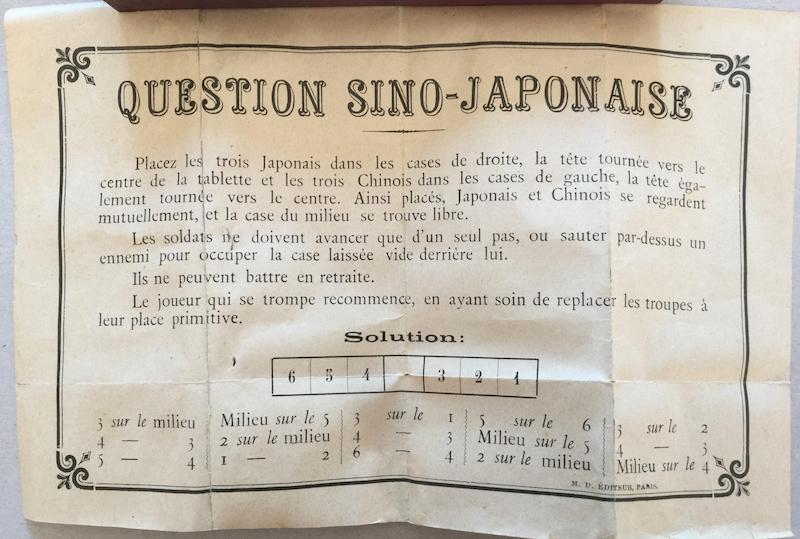 QUESTION SINO-JAPONAISE
Placez les trois Japonais dans les cases de droite, la tête tournée vers le
centre de la tablette et les trois Chinois dans les cases de gauche, la tête éga-
lement tournée vers le centre. Ainsi placés, Japonais et Chinois se regardent
mutuellement, et la case du milieu se trouve libre.
Les soldats ne doivent avancer que d'un seul pas, ou sauter par-dessus un
ennemi pour occuper la case laissée vide derrière lui.
Ils ne peuvent battre en retraite.
Le joueur qui se trompe recommence, en ayant soin de replacer les troupes à
leur place primitive.
Solution:
6 5 4 3 2 1
3 sur le milieu
4 — 3
5 — 4
Milieu sur le 5
2 sur le milieu
1 — 2
3 sur le 1
4 — 3
6 — 4
5 sur le 6
Milieu sur le 5
2 sur le milieu
3 sur le 2
4 — 3
Milieu sur le 4
M. D. ÉDITEUR, PARIS.